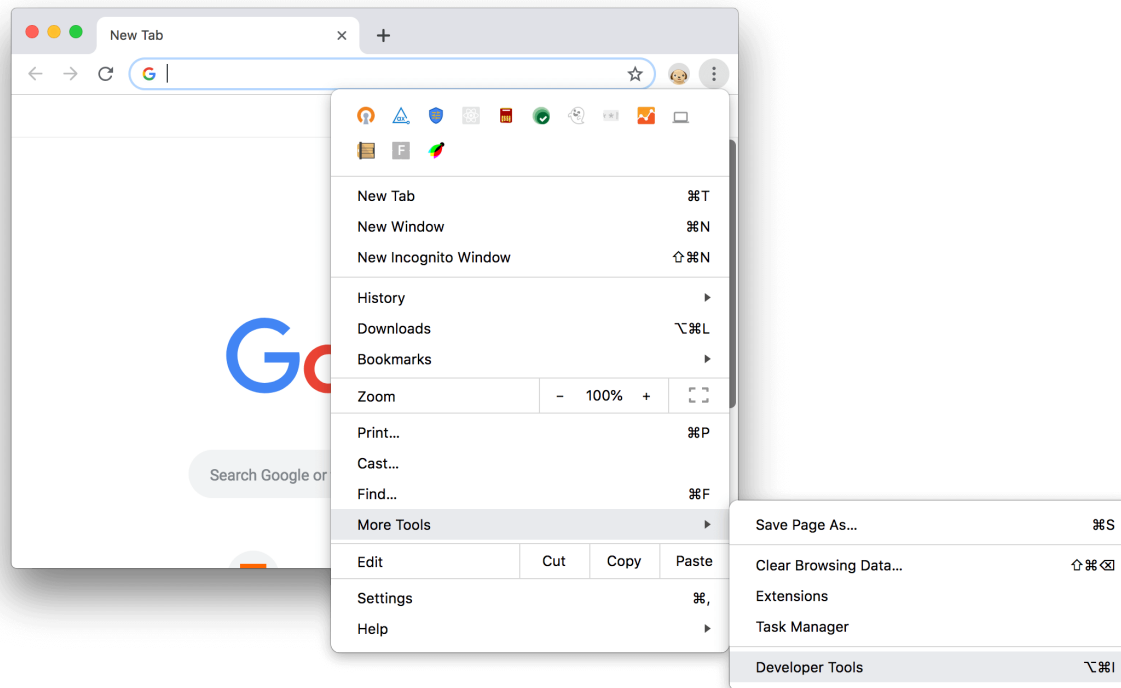 New Tab
New Tab ⌘T
New Window ⌘N
New Incognito Window ⇧⌘N
History
Downloads ⌥⌘L
Bookmarks
Zoom - 100% +
Print... ⌘P
Cast...
Search Google or
Find... ⌘F
More Tools
Edit Cut Copy Paste
Settings ⌘,
Help
Save Page As... ⌘S
Clear Browsing Data... ⇧⌘⌫
Extensions
Task Manager
Developer Tools ⌥⌘I